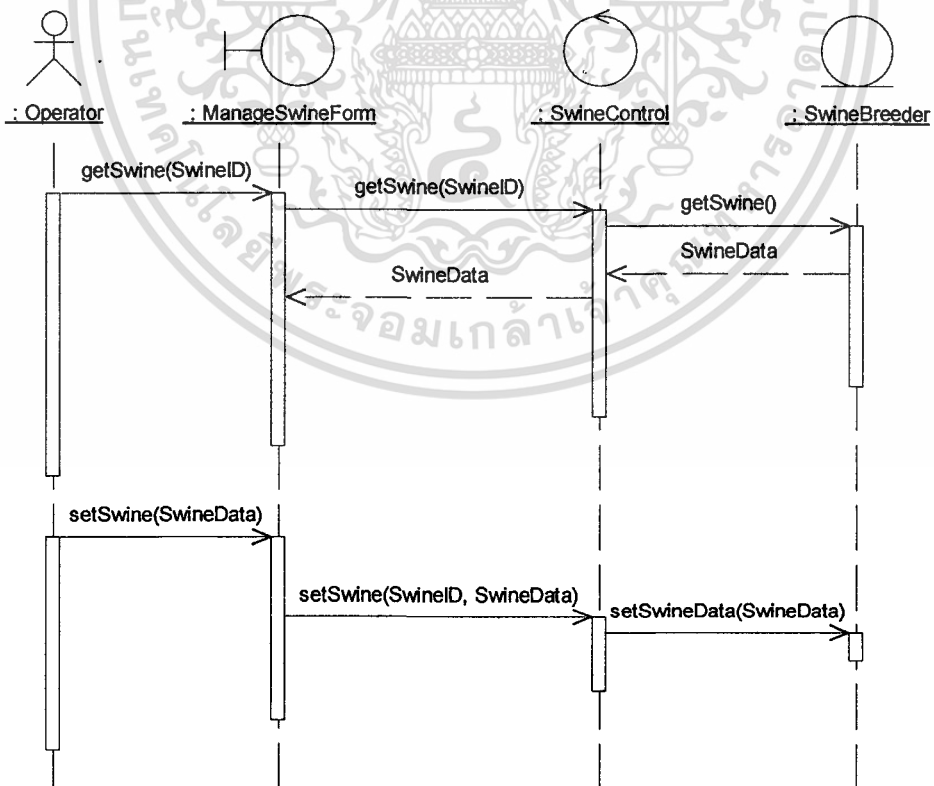 : Operator
: ManageSwineForm
: SwineControl
: SwineBreeder
getSwine(SwineID)
getSwine(SwineID)
getSwine()
SwineData
SwineData
setSwine(SwineData)
setSwine(SwineID, SwineData)
setSwineData(SwineData)